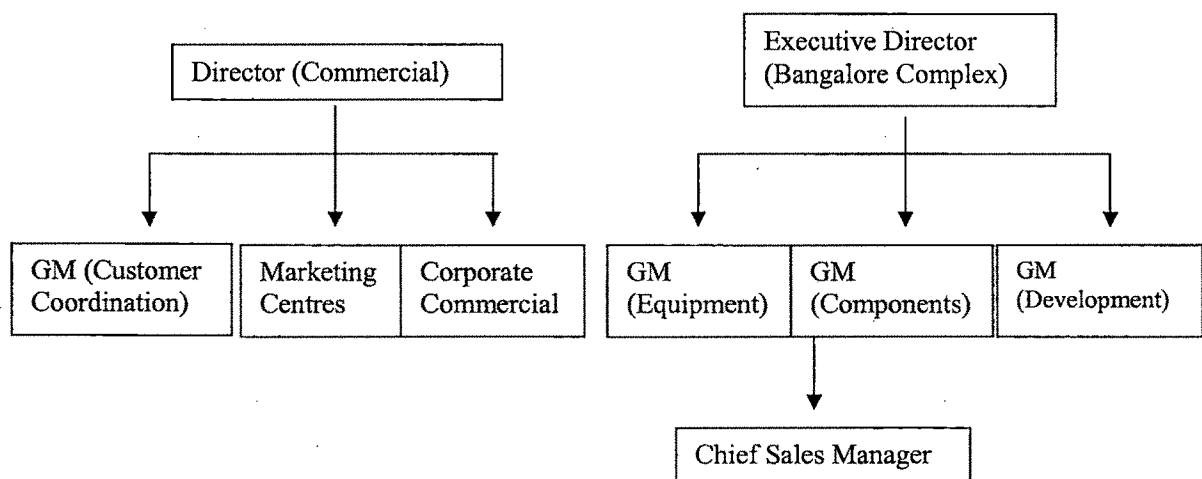 Director (Commercial)
Executive Director
(Bangalore Complex)
GM (Customer
Coordination)
Marketing
Centres
Corporate
Commercial
GM
(Equipment)
GM
(Components)
GM
(Development)
Chief Sales Manager